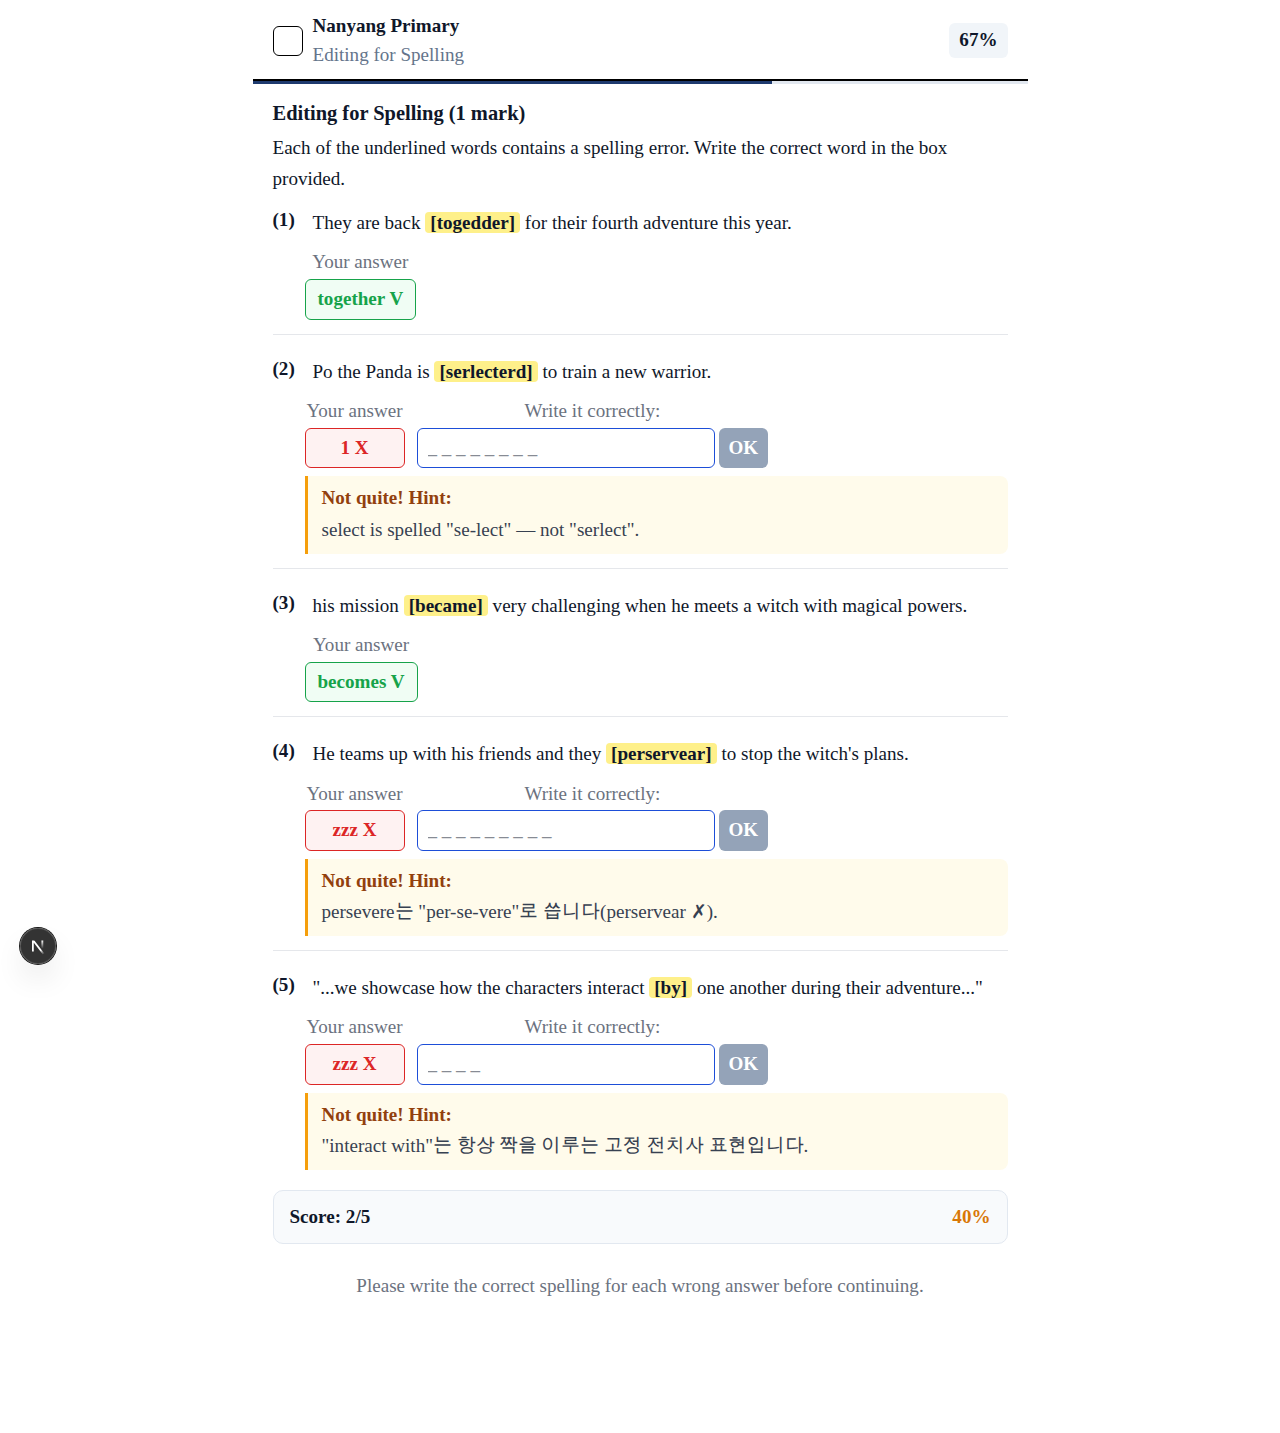 Nanyang Primary
Editing for Spelling
67%
Editing for Spelling (1 mark)
Each of the underlined words contains a spelling error. Write the correct word in the box
provided.
(1) They are back [togedder] for their fourth adventure this year.
Your answer
together V
(2) Po the Panda is [serlecterd] to train a new warrior.
Your answer Write it correctly:
1 X _ _ _ _ _ _ _ _ OK
Not quite! Hint:
select is spelled "se-lect" — not "serlect".
(3) his mission [became] very challenging when he meets a witch with magical powers.
Your answer
becomes V
(4) He teams up with his friends and they [perservear] to stop the witch's plans.
Your answer Write it correctly:
zzz X _ _ _ _ _ _ _ _ _ OK
Not quite! Hint:
persevere는 "per-se-vere"로 씁니다(perservear ✗).
(5) "...we showcase how the characters interact [by] one another during their adventure..."
Your answer Write it correctly:
zzz X _ _ _ _ OK
Not quite! Hint:
"interact with"는 항상 짝을 이루는 고정 전치사 표현입니다.
Score: 2/5 40%
Please write the correct spelling for each wrong answer before continuing.